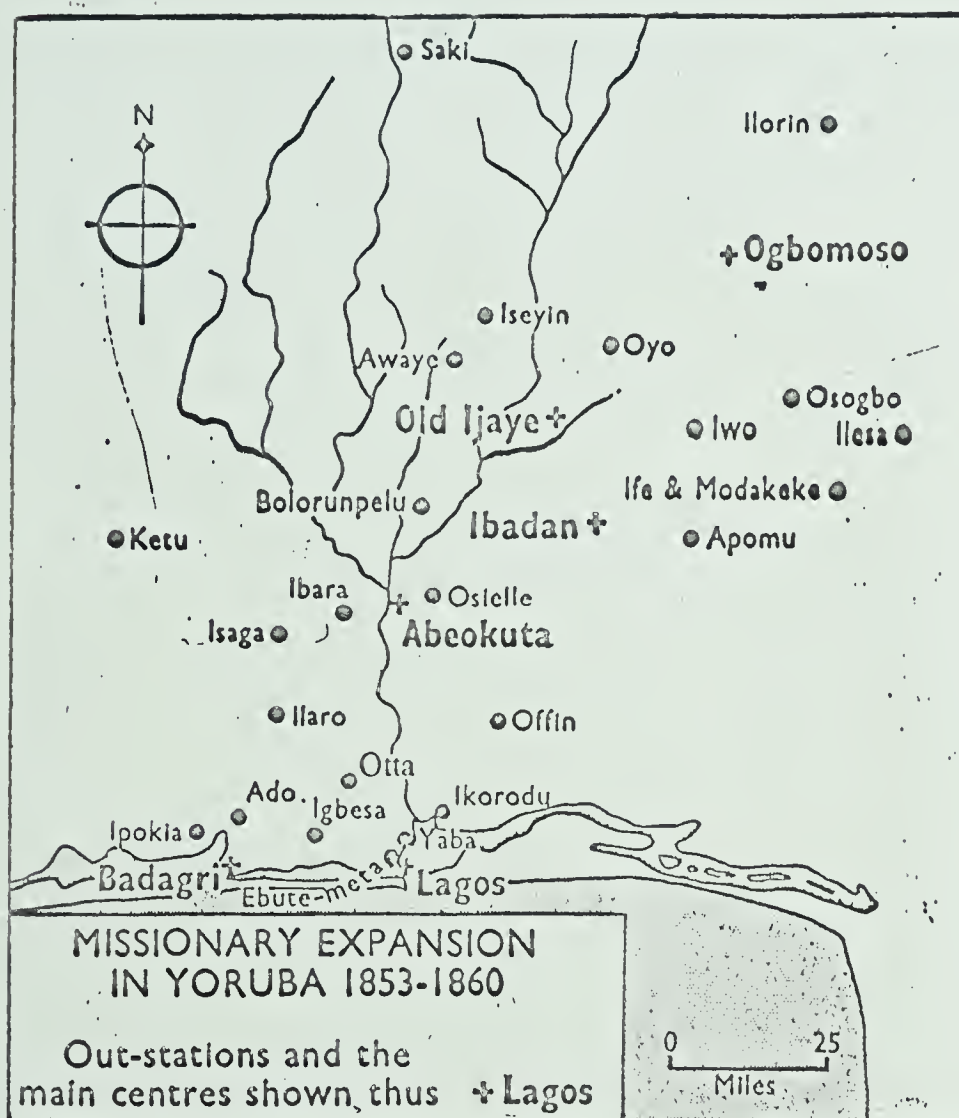 Saki
N
Ilorin
Ogbomoso
Iseyin
Oyo
Awaye
Osogbo
Old Ijaye
Iwo
Ilesa
Ife & Modakeke
Bolorunpelu
Ibadan
Ketu
Apomu
Ibara
Osielle
Isaga
Abeokuta
Ilaro
Offin
Otta
Ado
Igbesa
Ikorodu
Ipokia
Yaba
Badagri
Ebute-metta
Lagos
MISSIONARY EXPANSION
IN YORUBA 1853-1860
Out-stations and the
main centres shown thus Lagos
0 25
Miles